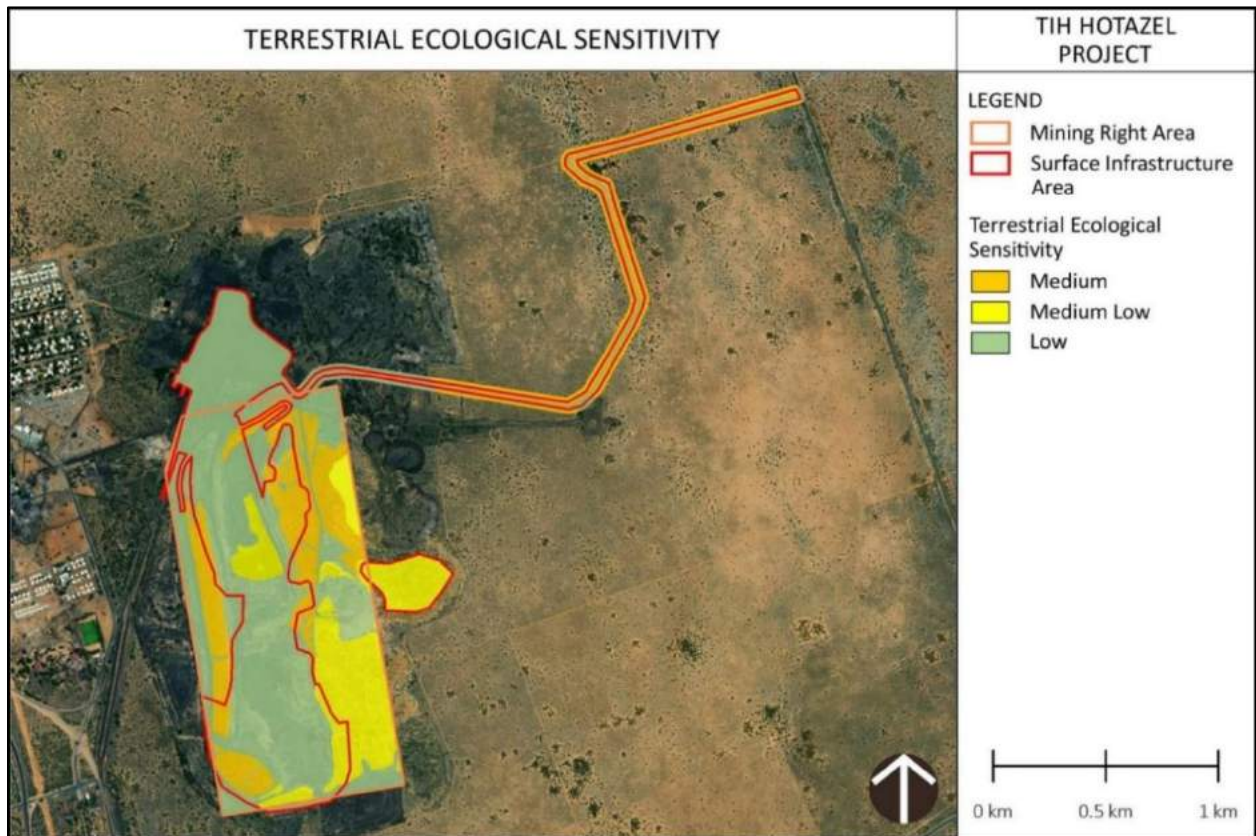 TERRESTRIAL ECOLOGICAL SENSITIVITY
TIH HOTAZEL
PROJECT
LEGEND
Mining Right Area
Surface Infrastructure
Area
Terrestrial Ecological
Sensitivity
Medium
Medium Low
Low
0 km 0.5 km 1 km